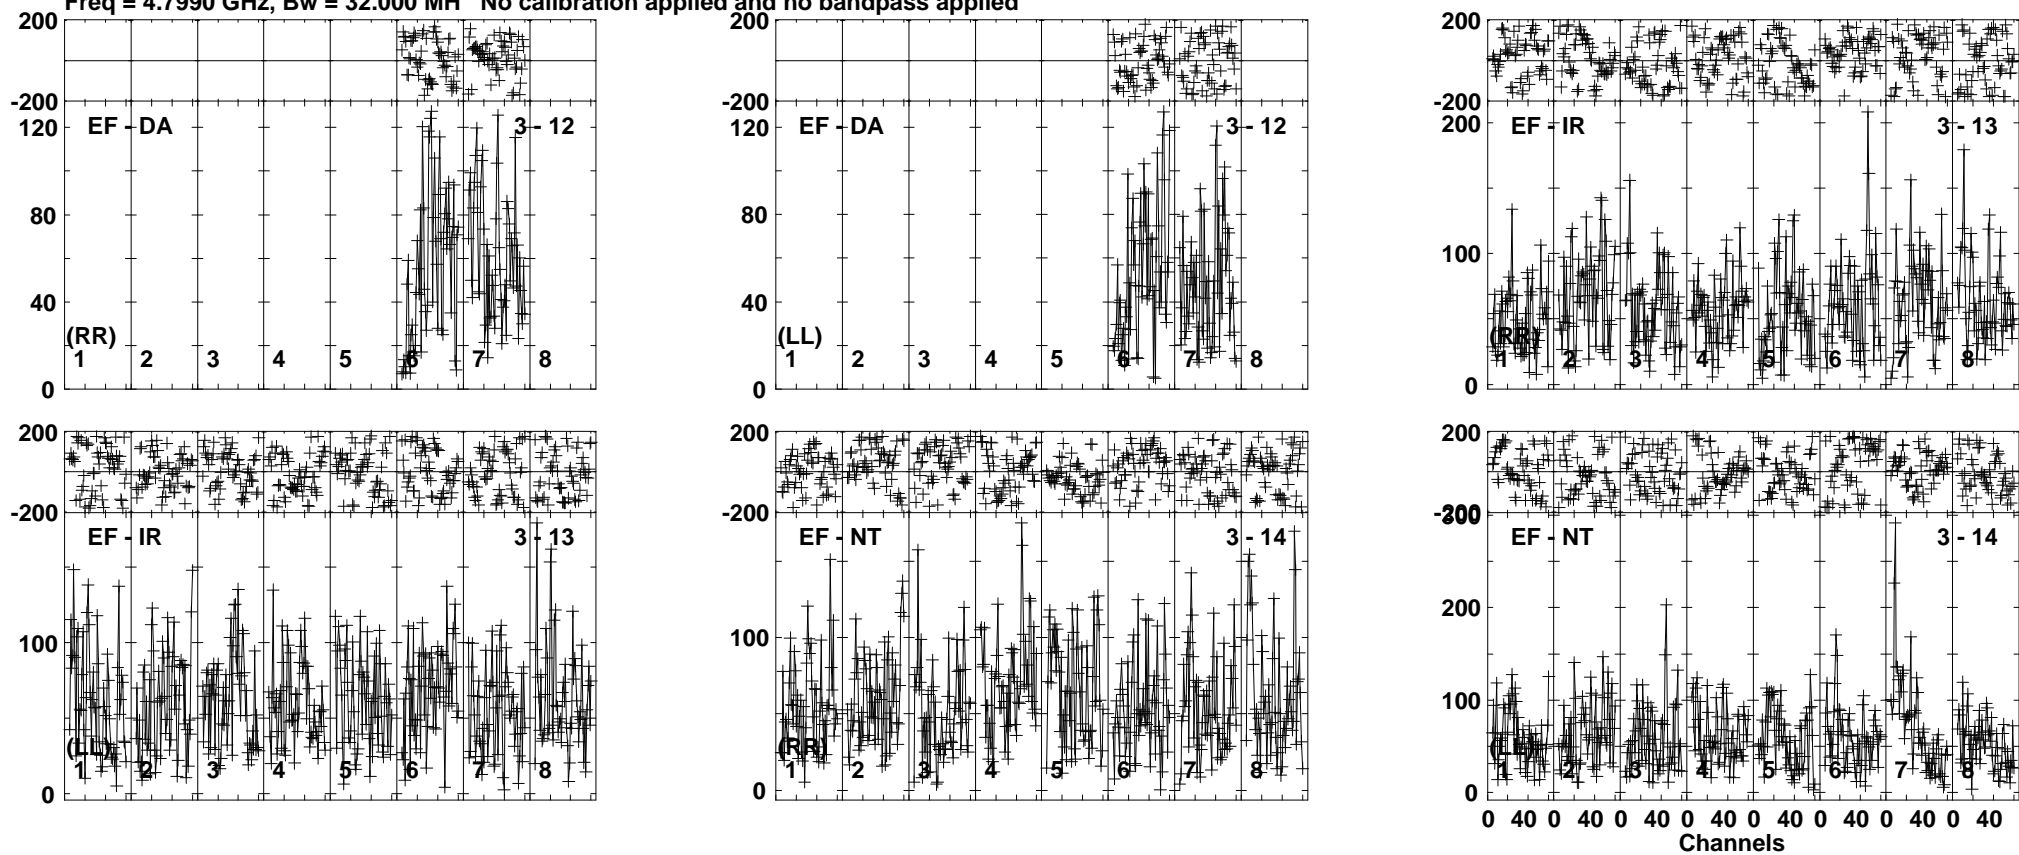 Freq = 4.7990 GHz, Bw = 32.000 MH No calibration applied and no bandpass applied
200
-200
120
80
40
0
EF - DA 3 - 12
(RR)
1 2 3 4 5 6 7 8
200
-200
120
80
40
0
EF - DA 3 - 12
(LL)
1 2 3 4 5 6 7 8
200
-200
200
100
0
EF - IR 3 - 13
(RR)
1 2 3 4 5 6 7 8
200
-200
100
0
EF - IR 3 - 13
(LL)
1 2 3 4 5 6 7 8
200
-200
100
0
EF - NT 3 - 14
(RR)
1 2 3 4 5 6 7 8
200
-200
300
200
100
0
EF - NT 3 - 14
(LL)
1 2 3 4 5 6 7 8
0 40 0 40 0 40 0 40 0 40 0 40 0 40 0 40
Channels